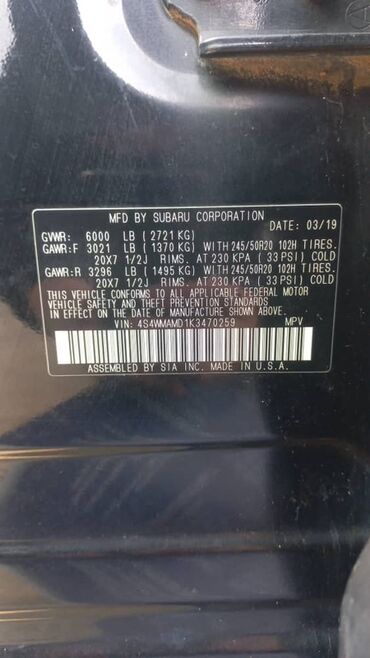 MFD BY SUBARU CORPORATION
DATE: 03/19
GVWR: 6000 LB ( 2721 KG)
GAWR:F 3021 LB ( 1370 KG) WITH 245/50R20 102H TIRES.
20X7 1/2J RIMS. AT 230 KPA ( 33 PSI) COLD
GAWR:R 3296 LB ( 1495 KG) WITH 245/50R20 102H TIRES.
20X7 1/2J RIMS. AT 230 KPA ( 33 PSI) COLD
THIS VEHICLE CONFORMS TO ALL APPLICABLE FEDERAL MOTOR
VEHICLE SAFETY, BUMPER, AND THEFT PREVENTION STANDARDS
IN EFFECT ON THE DATE OF MANUFACTURE SHOWN ABOVE.
VIN: 4S4WMAMD1K3470259 MPV
ASSEMBLED BY SIA INC. MADE IN U.S.A.